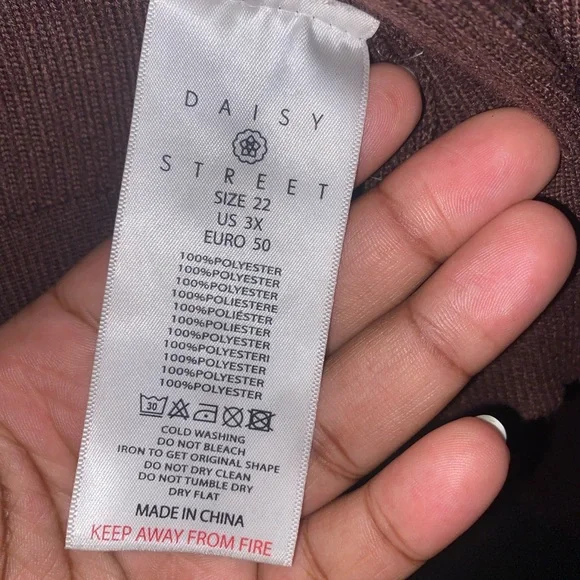 DAISY
STREET
SIZE 22
US 3X
EURO 50
100%POLYESTER
100%POLYESTER
100%POLYESTER
100%POLIESTERE
100%POLIÉSTER
100%POLIESTER
100%POLYESTER
100%POLYESTERI
100%POLYESTER
100%POLYESTER
100%POLYESTER
30
COLD WASHING
DO NOT BLEACH
IRON TO GET ORIGINAL SHAPE
DO NOT DRY CLEAN
DO NOT TUMBLE DRY
DRY FLAT
MADE IN CHINA
KEEP AWAY FROM FIRE